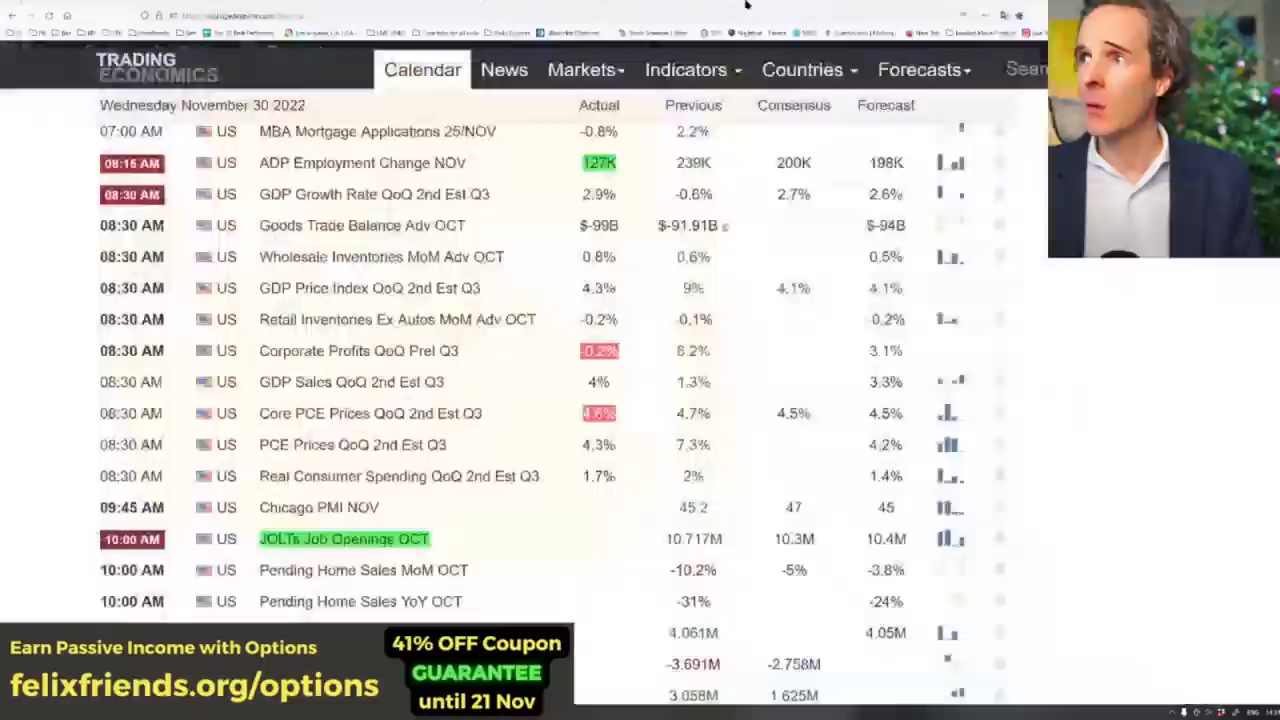 TRADING
ECONOMICS
Calendar News Markets Indicators Countries Forecasts Sear
Wednesday November 30 2022 Actual Previous Consensus Forecast
07:00 AM US MBA Mortgage Applications 25/NOV -0.8% 2.2%
08:15 AM US ADP Employment Change NOV 127K 239K 200K 198K
08:30 AM US GDP Growth Rate QoQ 2nd Est Q3 2.9% -0.6% 2.7% 2.6%
08:30 AM US Goods Trade Balance Adv OCT $-99B $-91.91B $-94B
08:30 AM US Wholesale Inventories MoM Adv OCT 0.8% 0.6% 0.5%
08:30 AM US GDP Price Index QoQ 2nd Est Q3 4.3% 9% 4.1% 4.1%
08:30 AM US Retail Inventories Ex Autos MoM Adv OCT -0.2% -0.1% -0.2%
08:30 AM US Corporate Profits QoQ Prel Q3 -0.2% 6.2% 3.1%
08:30 AM US GDP Sales QoQ 2nd Est Q3 4% 1.3% 3.3%
08:30 AM US Core PCE Prices QoQ 2nd Est Q3 4.6% 4.7% 4.5% 4.5%
08:30 AM US PCE Prices QoQ 2nd Est Q3 4.3% 7.3% 4.2%
08:30 AM US Real Consumer Spending QoQ 2nd Est Q3 1.7% 2% 1.4%
09:45 AM US Chicago PMI NOV 45.2 47 45
10:00 AM US JOLTs Job Openings OCT 10.717M 10.3M 10.4M
10:00 AM US Pending Home Sales MoM OCT -10.2% -5% -3.8%
10:00 AM US Pending Home Sales YoY OCT -31% -24%
4.061M 4.05M
-3.691M -2.758M
3.058M 1.625M
Earn Passive Income with Options
felixfriends.org/options
41% OFF Coupon
GUARANTEE
until 21 Nov
ENG